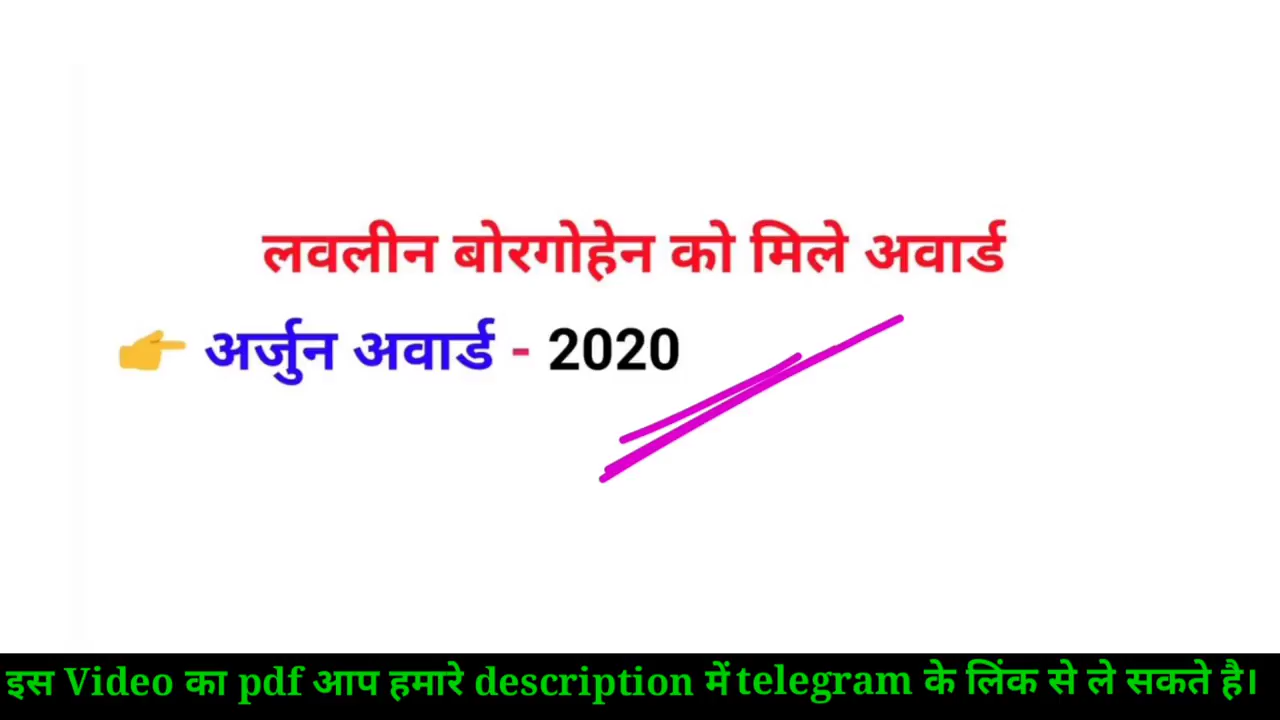 लवलीन बोरगोहेन को मिले अवार्ड
👉 अर्जुन अवार्ड - 2020
इस Video का pdf आप हमारे description में telegram के लिंक से ले सकते है।